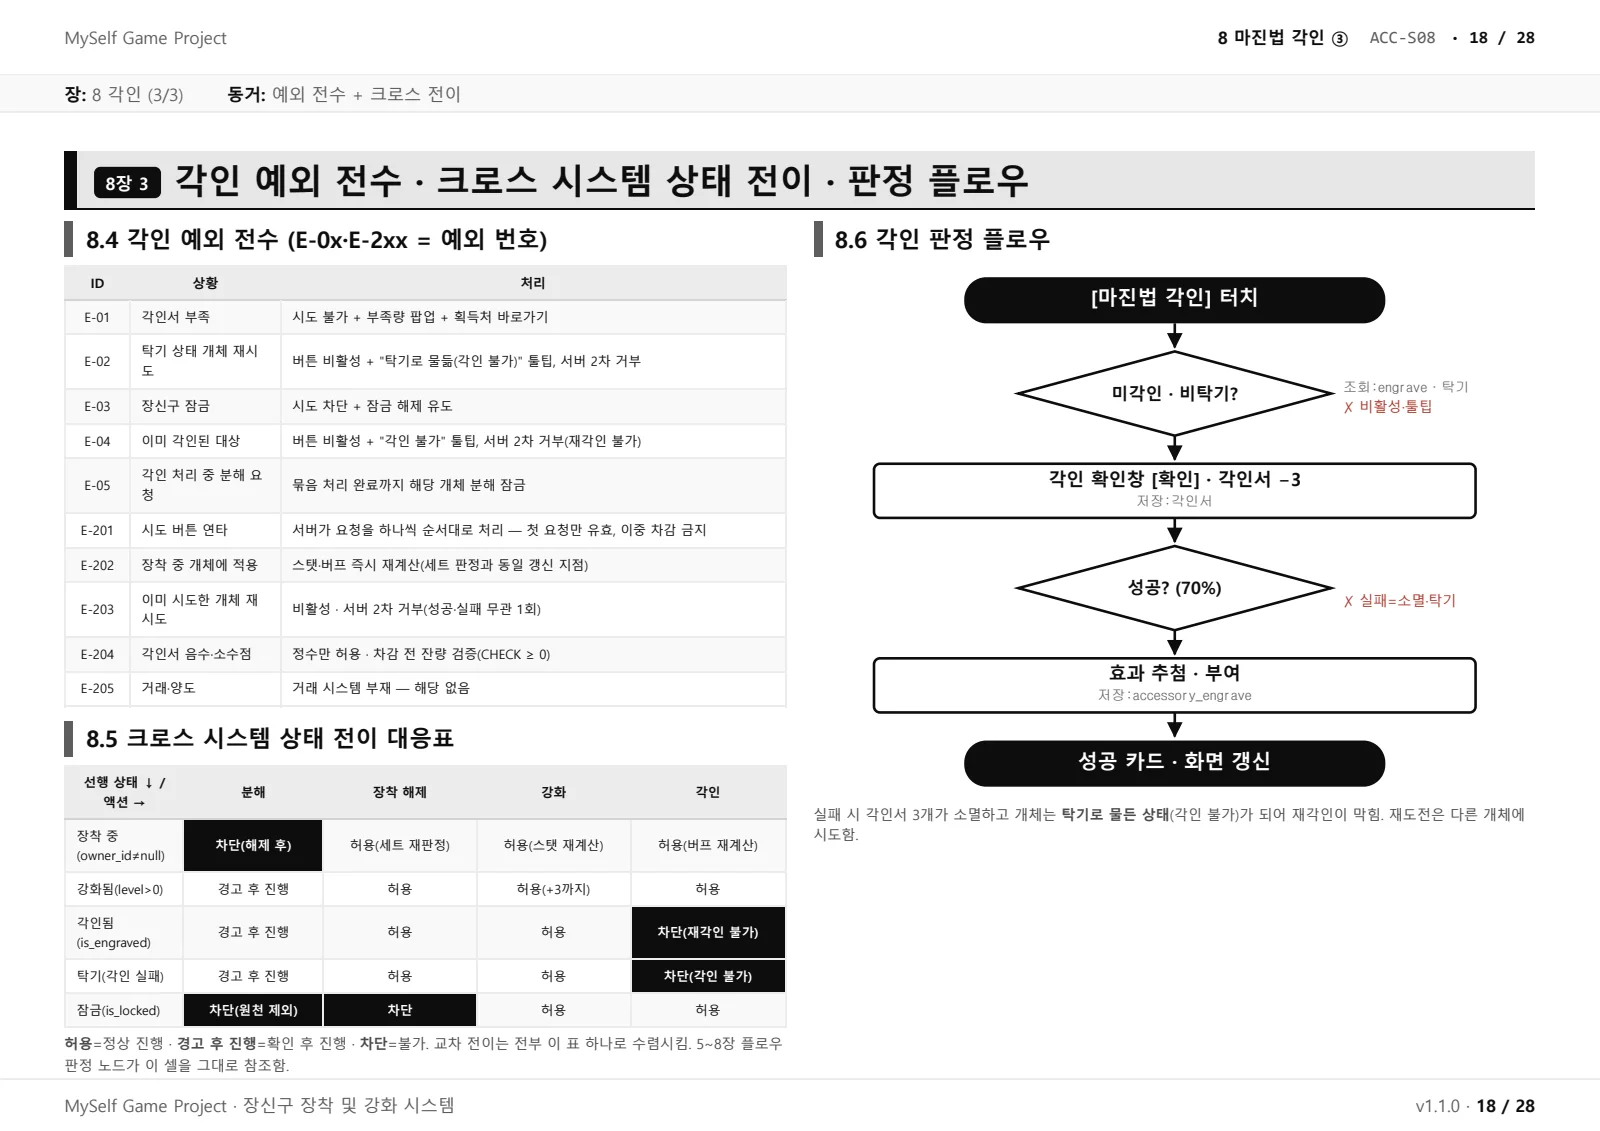 MySelf Game Project
8 마진법 각인 ③ ACC-S08 · 18 / 28
장: 8 각인 (3/3) 동거: 예외 전수 + 크로스 전이
8장 3 각인 예외 전수 · 크로스 시스템 상태 전이 · 판정 플로우
8.4 각인 예외 전수 (E-0x·E-2xx = 예외 번호)
ID 상황 처리
E-01 각인서 부족 시도 불가 + 부족량 팝업 + 획득처 바로가기
E-02 탁기 상태 개체 재시도 버튼 비활성 + "탁기로 물듦(각인 불가)" 툴팁, 서버 2차 거부
E-03 장신구 잠금 시도 차단 + 잠금 해제 유도
E-04 이미 각인된 대상 버튼 비활성 + "각인 불가" 툴팁, 서버 2차 거부(재각인 불가)
E-05 각인 처리 중 분해 요청 묶음 처리 완료까지 해당 개체 분해 잠금
E-201 시도 버튼 연타 서버가 요청을 하나씩 순서대로 처리 — 첫 요청만 유효, 이중 차감 금지
E-202 장착 중 개체에 적용 스탯·버프 즉시 재계산(세트 판정과 동일 갱신 지점)
E-203 이미 시도한 개체 재시도 비활성 · 서버 2차 거부(성공·실패 무관 1회)
E-204 각인서 음수·소수점 정수만 허용 · 차감 전 잔량 검증(CHECK ≥ 0)
E-205 거래·양도 거래 시스템 부재 — 해당 없음
8.5 크로스 시스템 상태 전이 대응표
선행 상태 ↓ / 액션 → 분해 장착 해제 강화 각인
장착 중 (owner_id≠null) 차단(해제 후) 허용(세트 재판정) 허용(스탯 재계산) 허용(버프 재계산)
강화됨(level>0) 경고 후 진행 허용 허용(+3까지) 허용
각인됨 (is_engraved) 경고 후 진행 허용 허용 차단(재각인 불가)
탁기(각인 실패) 경고 후 진행 허용 허용 차단(각인 불가)
잠금(is_locked) 차단(원천 제외) 차단 허용 허용
허용=정상 진행 · 경고 후 진행=확인 후 진행 · 차단=불가. 교차 전이는 전부 이 표 하나로 수렴시킴. 5~8장 플로우
판정 노드가 이 셀을 그대로 참조함.
8.6 각인 판정 플로우
[마진법 각인] 터치
미각인 · 비탁기?
조회:engrave · 탁기
✗ 비활성·툴팁
각인 확인창 [확인] · 각인서 −3
저장:각인서
성공? (70%)
✗ 실패=소멸·탁기
효과 추첨 · 부여
저장:accessory_engrave
성공 카드 · 화면 갱신
실패 시 각인서 3개가 소멸하고 개체는 탁기로 물든 상태(각인 불가)가 되어 재각인이 막힘. 재도전은 다른 개체에
시도함.
MySelf Game Project · 장신구 장착 및 강화 시스템
v1.1.0 · 18 / 28